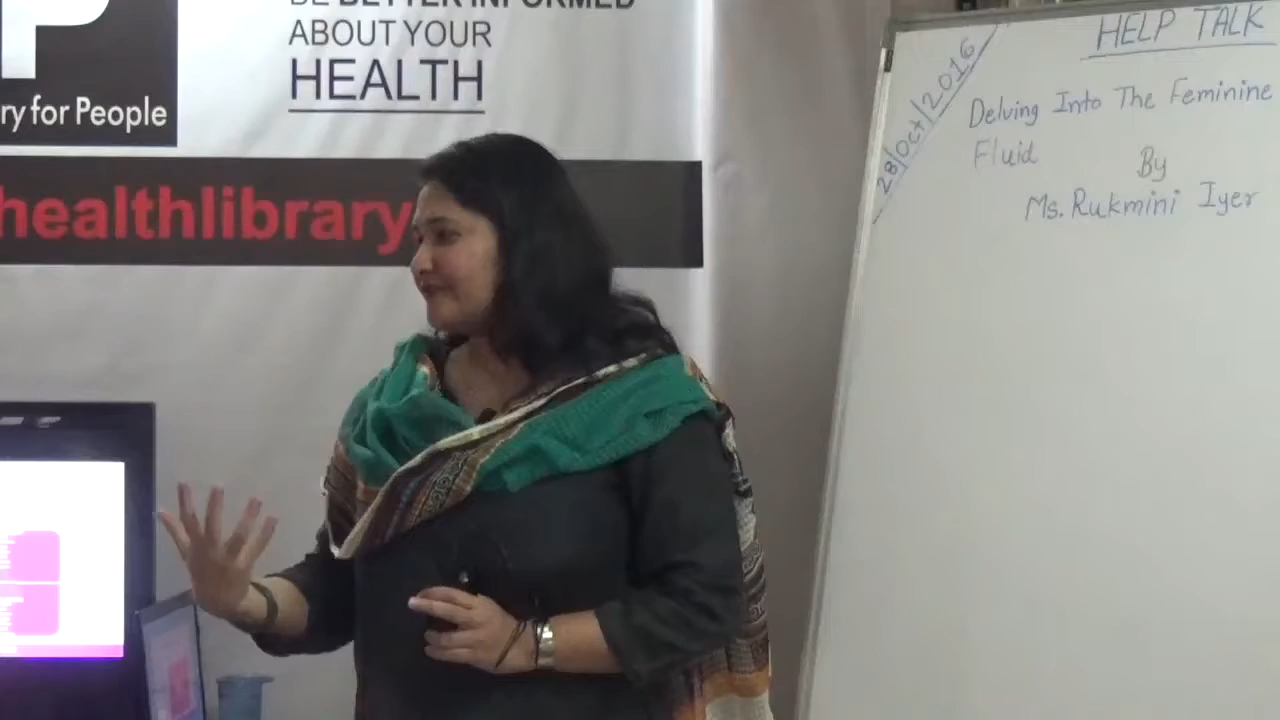 BE BETTER INFORMED
ABOUT YOUR
HEALTH
ry for People
healthlibrary
28/Oct/2016
HELP TALK
Delving Into The Feminine
Fluid By
Ms. Rukmini Iyer